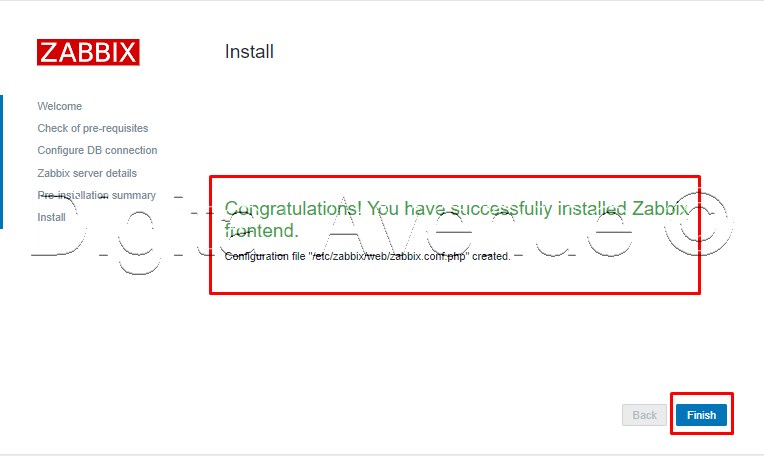 ZABBIX
Install
Welcome
Check of pre-requisites
Configure DB connection
Zabbix server details
Pre-installation summary
Install
Congratulations! You have successfully installed Zabbix
frontend.
Configuration file "/etc/zabbix/web/zabbix.conf.php" created.
Back
Finish